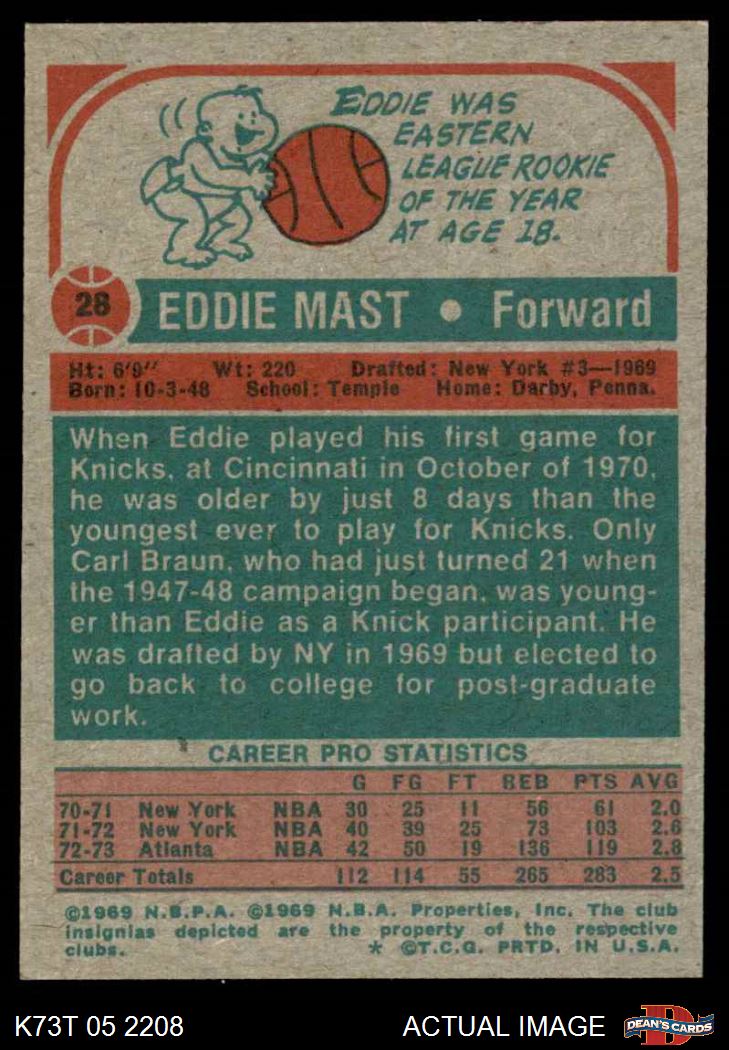 EDDIE WAS
EASTERN
LEAGUE ROOKIE
OF THE YEAR
AT AGE 18.
28 EDDIE MAST • Forward
Ht: 6'9" Wt: 220 Drafted: New York #3—1969
Born: 10-3-48 School: Temple Home: Darby, Penna.
When Eddie played his first game for
Knicks, at Cincinnati in October of 1970,
he was older by just 8 days than the
youngest ever to play for Knicks. Only
Carl Braun, who had just turned 21 when
the 1947-48 campaign began, was young-
er than Eddie as a Knick participant. He
was drafted by NY in 1969 but elected to
go back to college for post-graduate
work.
CAREER PRO STATISTICS
G FG FT REB PTS AVG
70-71 New York NBA 30 25 11 56 61 2.0
71-72 New York NBA 40 39 25 73 103 2.6
72-73 Atlanta NBA 42 50 19 136 119 2.8
Career Totals 112 114 55 265 283 2.5
©1969 N.B.P.A. ©1969 N.B.A. Properties, Inc. The club
insignias depicted are the property of the respective
clubs. * ©T.C.G. PRTD. IN U.S.A.
K73T 05 2208 ACTUAL IMAGE DEAN'S CARDS